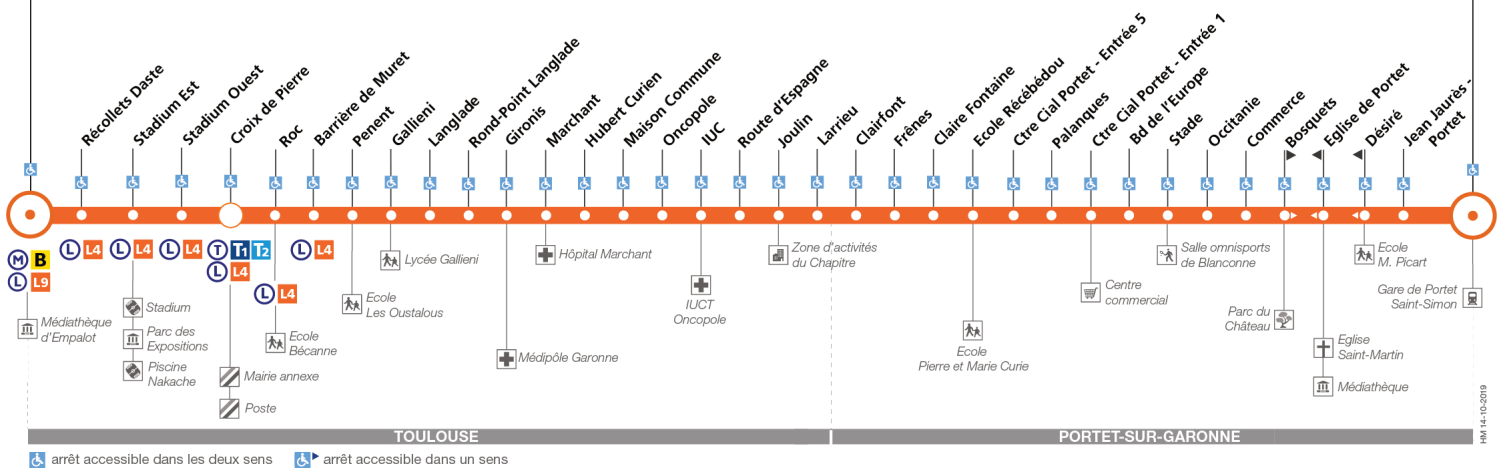 Récollets Daste
Stadium Est
Stadium Ouest
Croix de Pierre
Roc
Barrière de Muret
Penent
Gallieni
Langlade
Rond-Point Langlade
Gironis
Marchant
Hubert Curien
Maison Commune
Oncopole
IUC
Route d'Espagne
Joulin
Larrieu
Clairfont
Frênes
Claire Fontaine
Ecole Récébédou
Ctre Cial Portet - Entrée 5
Palanques
Ctre Cial Portet - Entrée 1
Bd de l'Europe
Stade
Occitanie
Commerce
Bosquets
Eglise de Portet
Désiré
Jean Jaurès -
Portet
M B
L L9
L L4
L L4
L L4
T T1 T2
L L4
L L4
L L4
Médiathèque
d'Empalot
Stadium
Parc des
Expositions
Piscine
Nakache
Mairie annexe
Poste
Ecole
Bécanne
Ecole
Les Oustalous
Lycée Gallieni
Médipôle Garonne
Hôpital Marchant
IUCT
Oncopole
Zone d'activités
du Chapitre
Ecole
Pierre et Marie Curie
Centre
commercial
Salle omnisports
de Blanconne
Parc du
Château
Eglise
Saint-Martin
Médiathèque
Ecole
M. Picart
Gare de Portet
Saint-Simon
HM 14-10-2019
TOULOUSE
PORTET-SUR-GARONNE
arrêt accessible dans les deux sens
arrêt accessible dans un sens